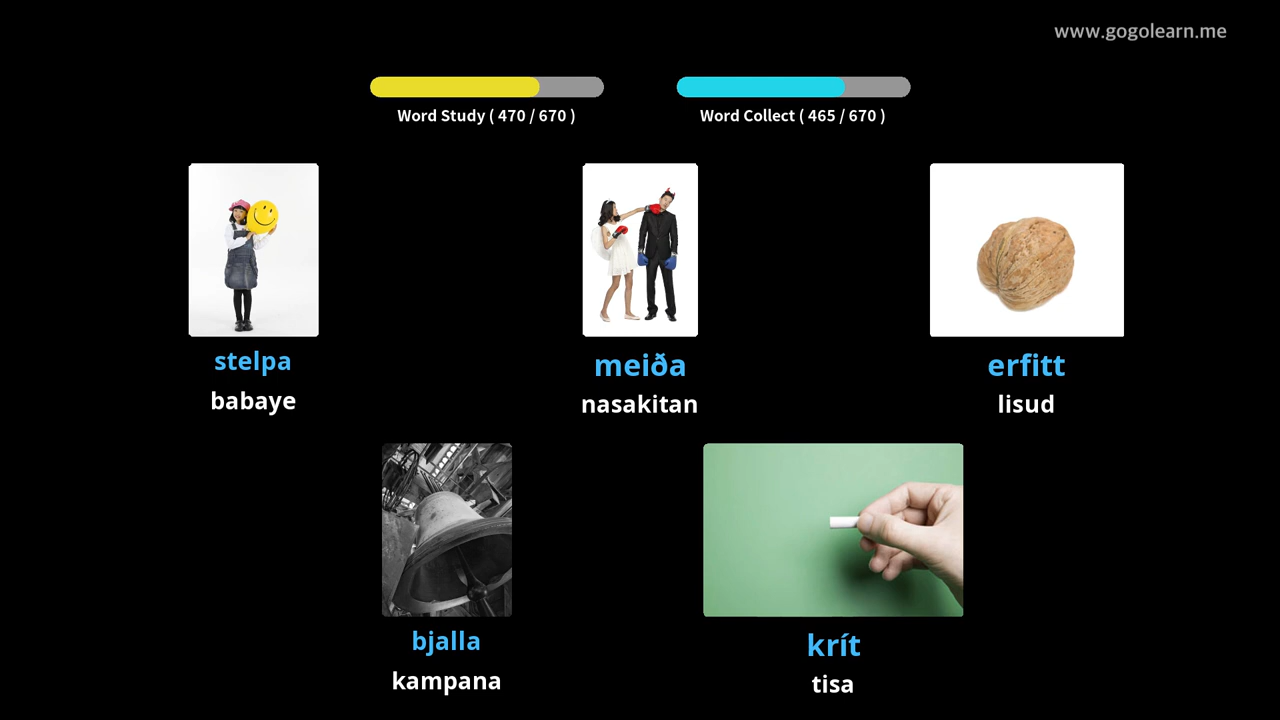 www.gogolearn.me
Word Study ( 470 / 670 )
Word Collect ( 465 / 670 )
stelpa
babaye
meiða
nasakitan
erfitt
lisud
bjalla
kampana
krít
tisa